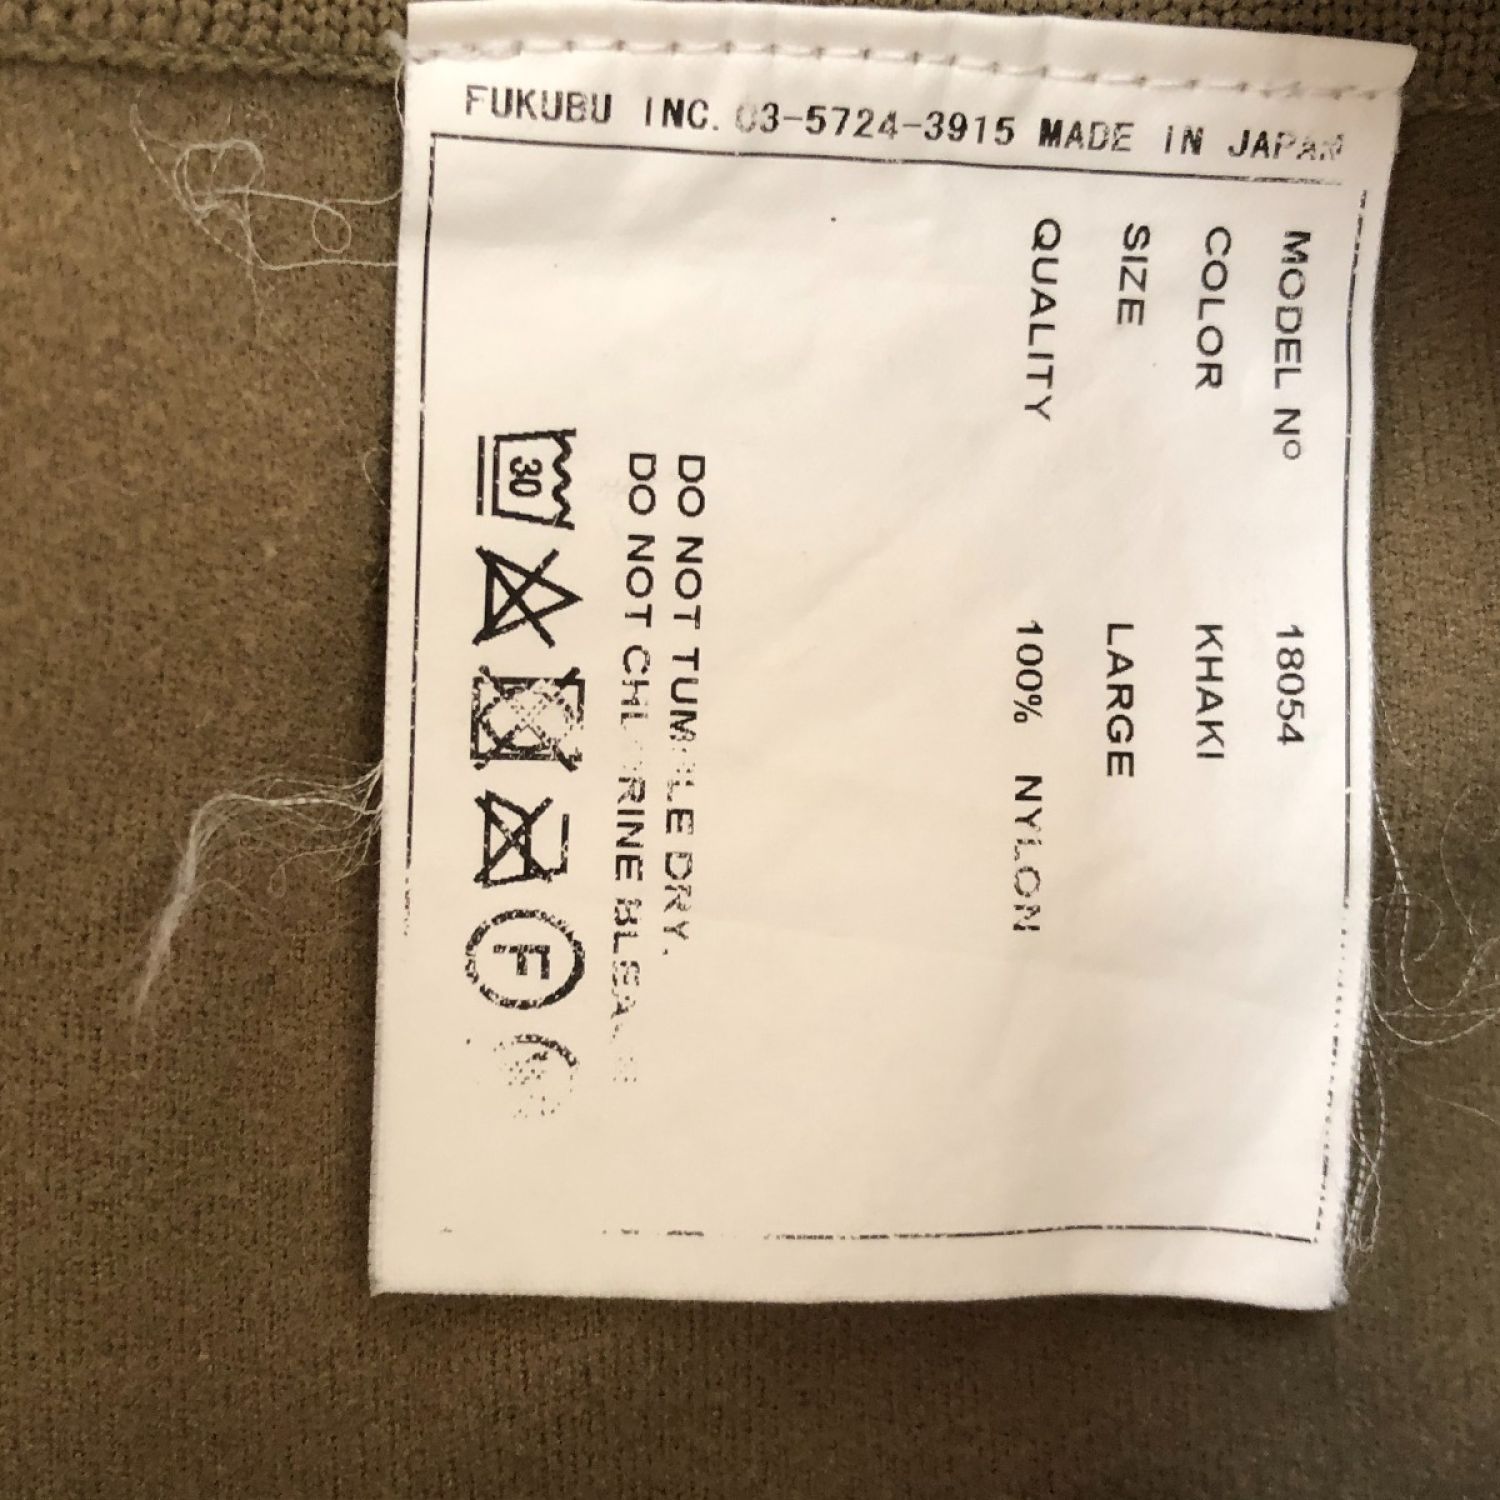 FUKUBU INC. 03-5724-3915 MADE IN JAPAN
MODEL Nº 18054
COLOR KHAKI
SIZE LARGE
QUALITY 100% NYLON
DO NOT TUMBLE DRY.
DO NOT CHLORINE
30
F